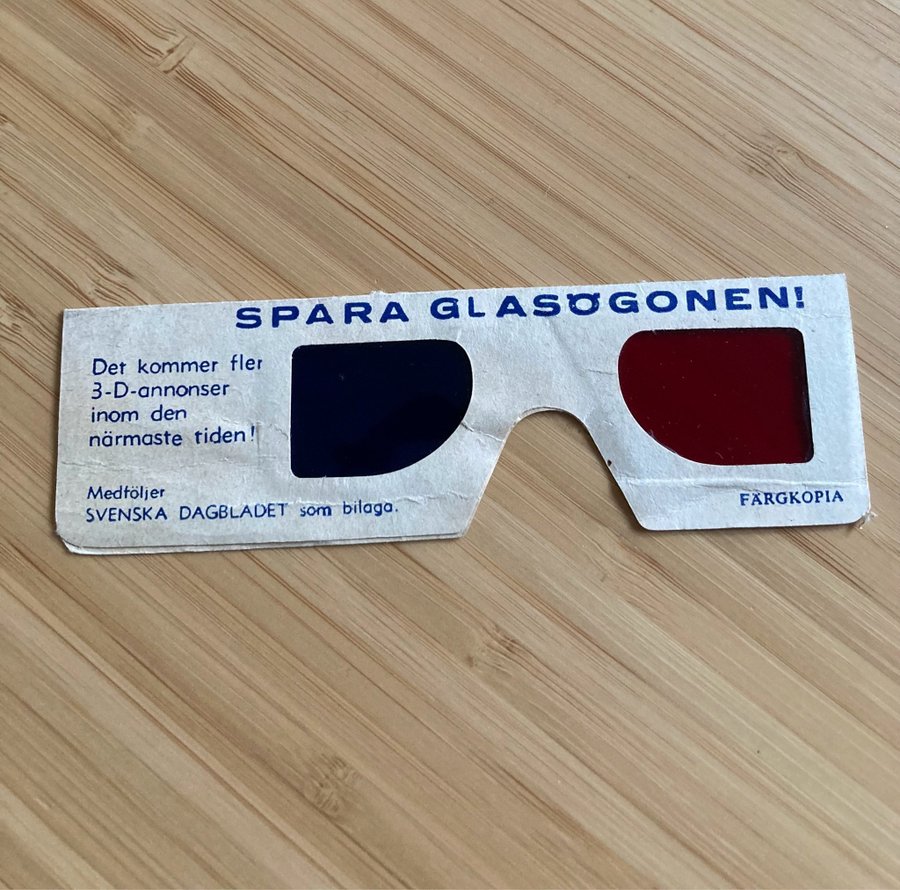 SPARA GLASÖGONEN!
Det kommer fler
3-D-annonser
inom den
närmaste tiden!
Medföljer
SVENSKA DAGBLADET som bilaga.
FÄRGKOPIA